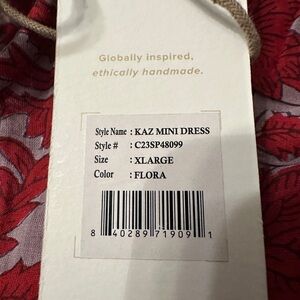 Globally inspired,
ethically handmade.
Style Name : KAZ MINI DRESS
Style # : C23SP48099
Size : XLARGE
Color : FLORA
8 40289 71909 1